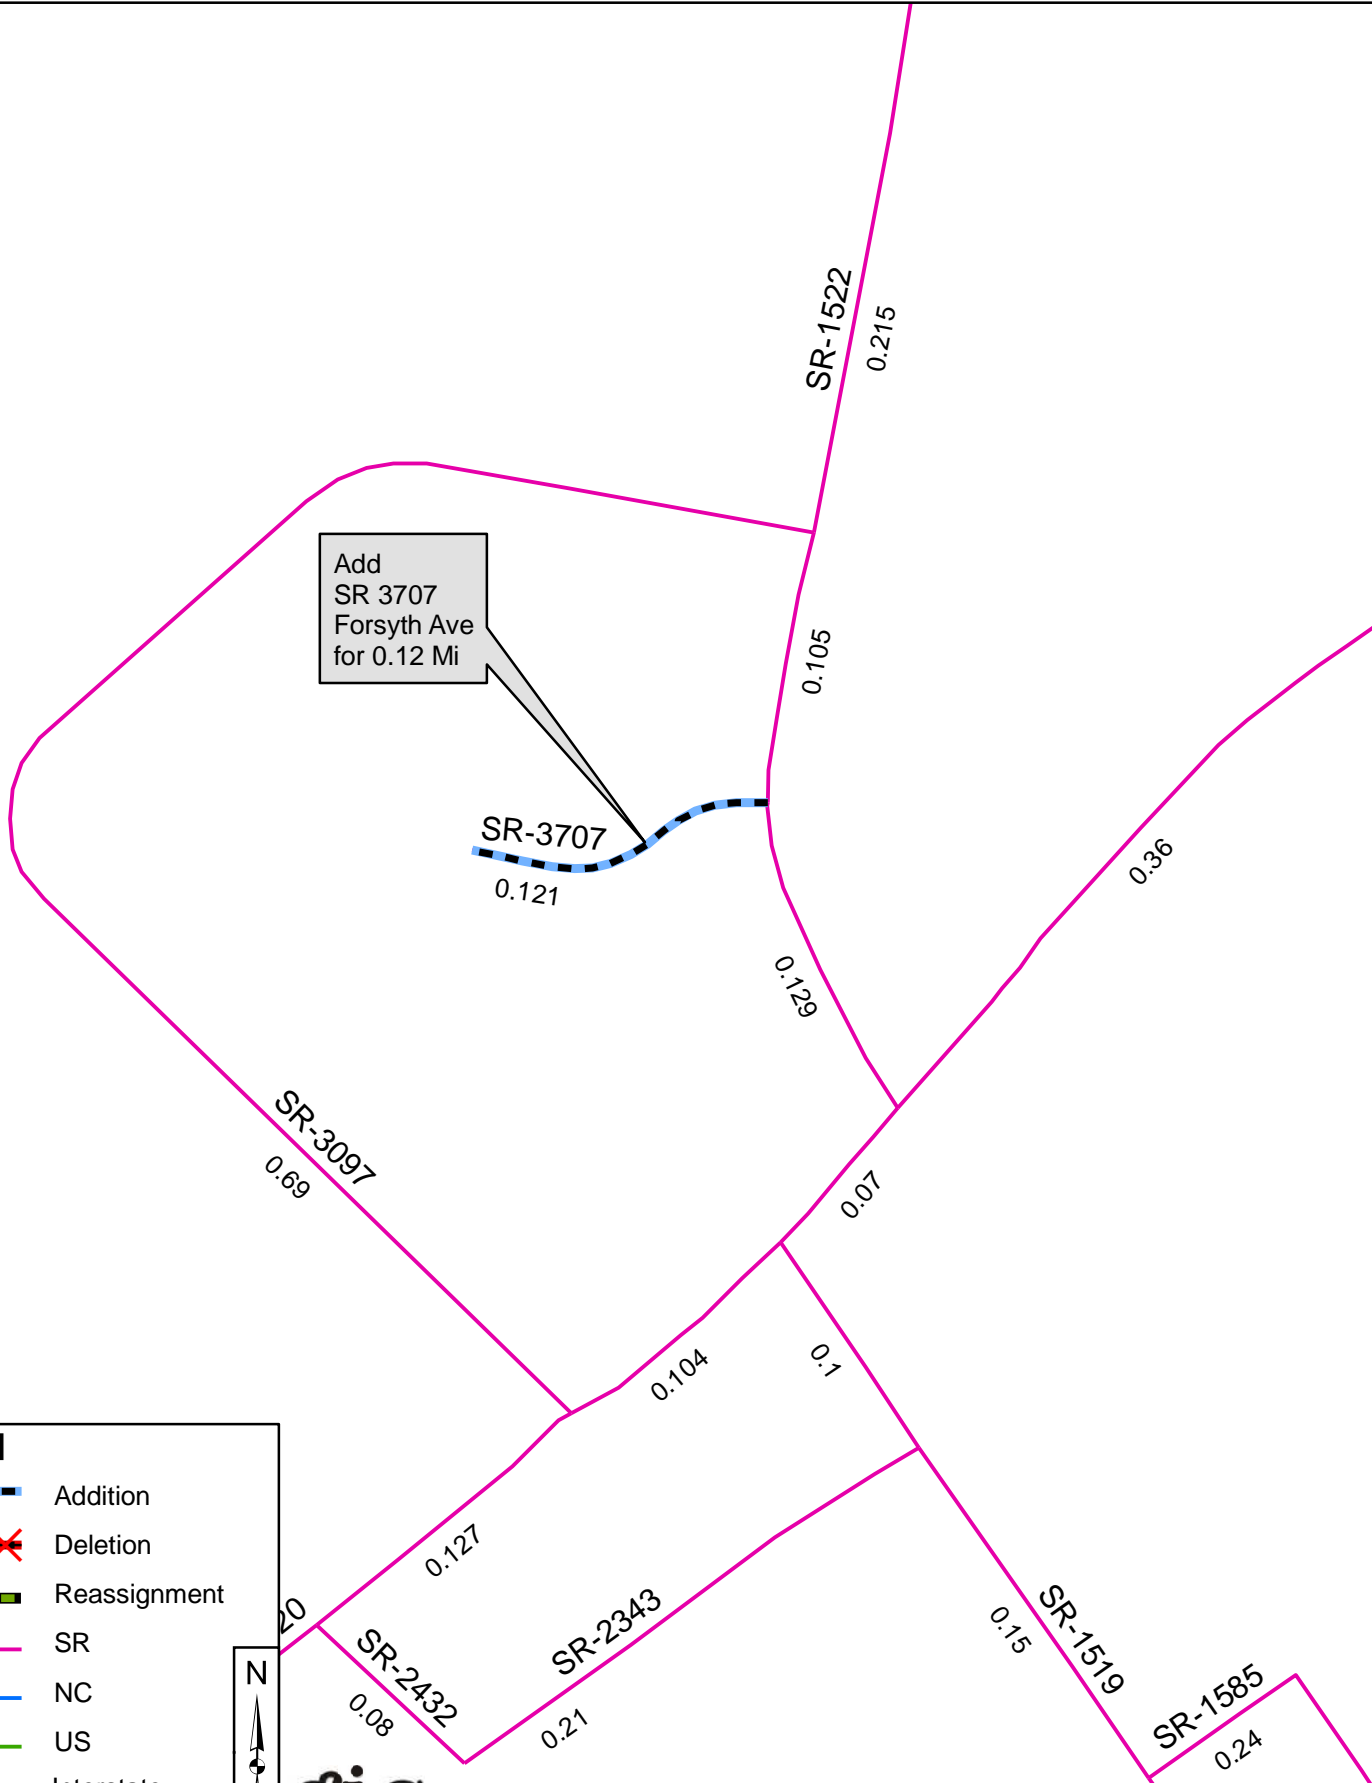 SR-1522
0.215
Add
SR 3707
Forsyth Ave
for 0.12 Mi
0.105
SR-3707
0.121
0.36
0.129
SR-3097
0.69
0.07
0.104
0.1
0.127
20
SR-2432
0.08
SR-2343
0.21
SR-1519
0.15
SR-1585
0.24
Addition
Deletion
Reassignment
SR
NC
US
Interstate
N